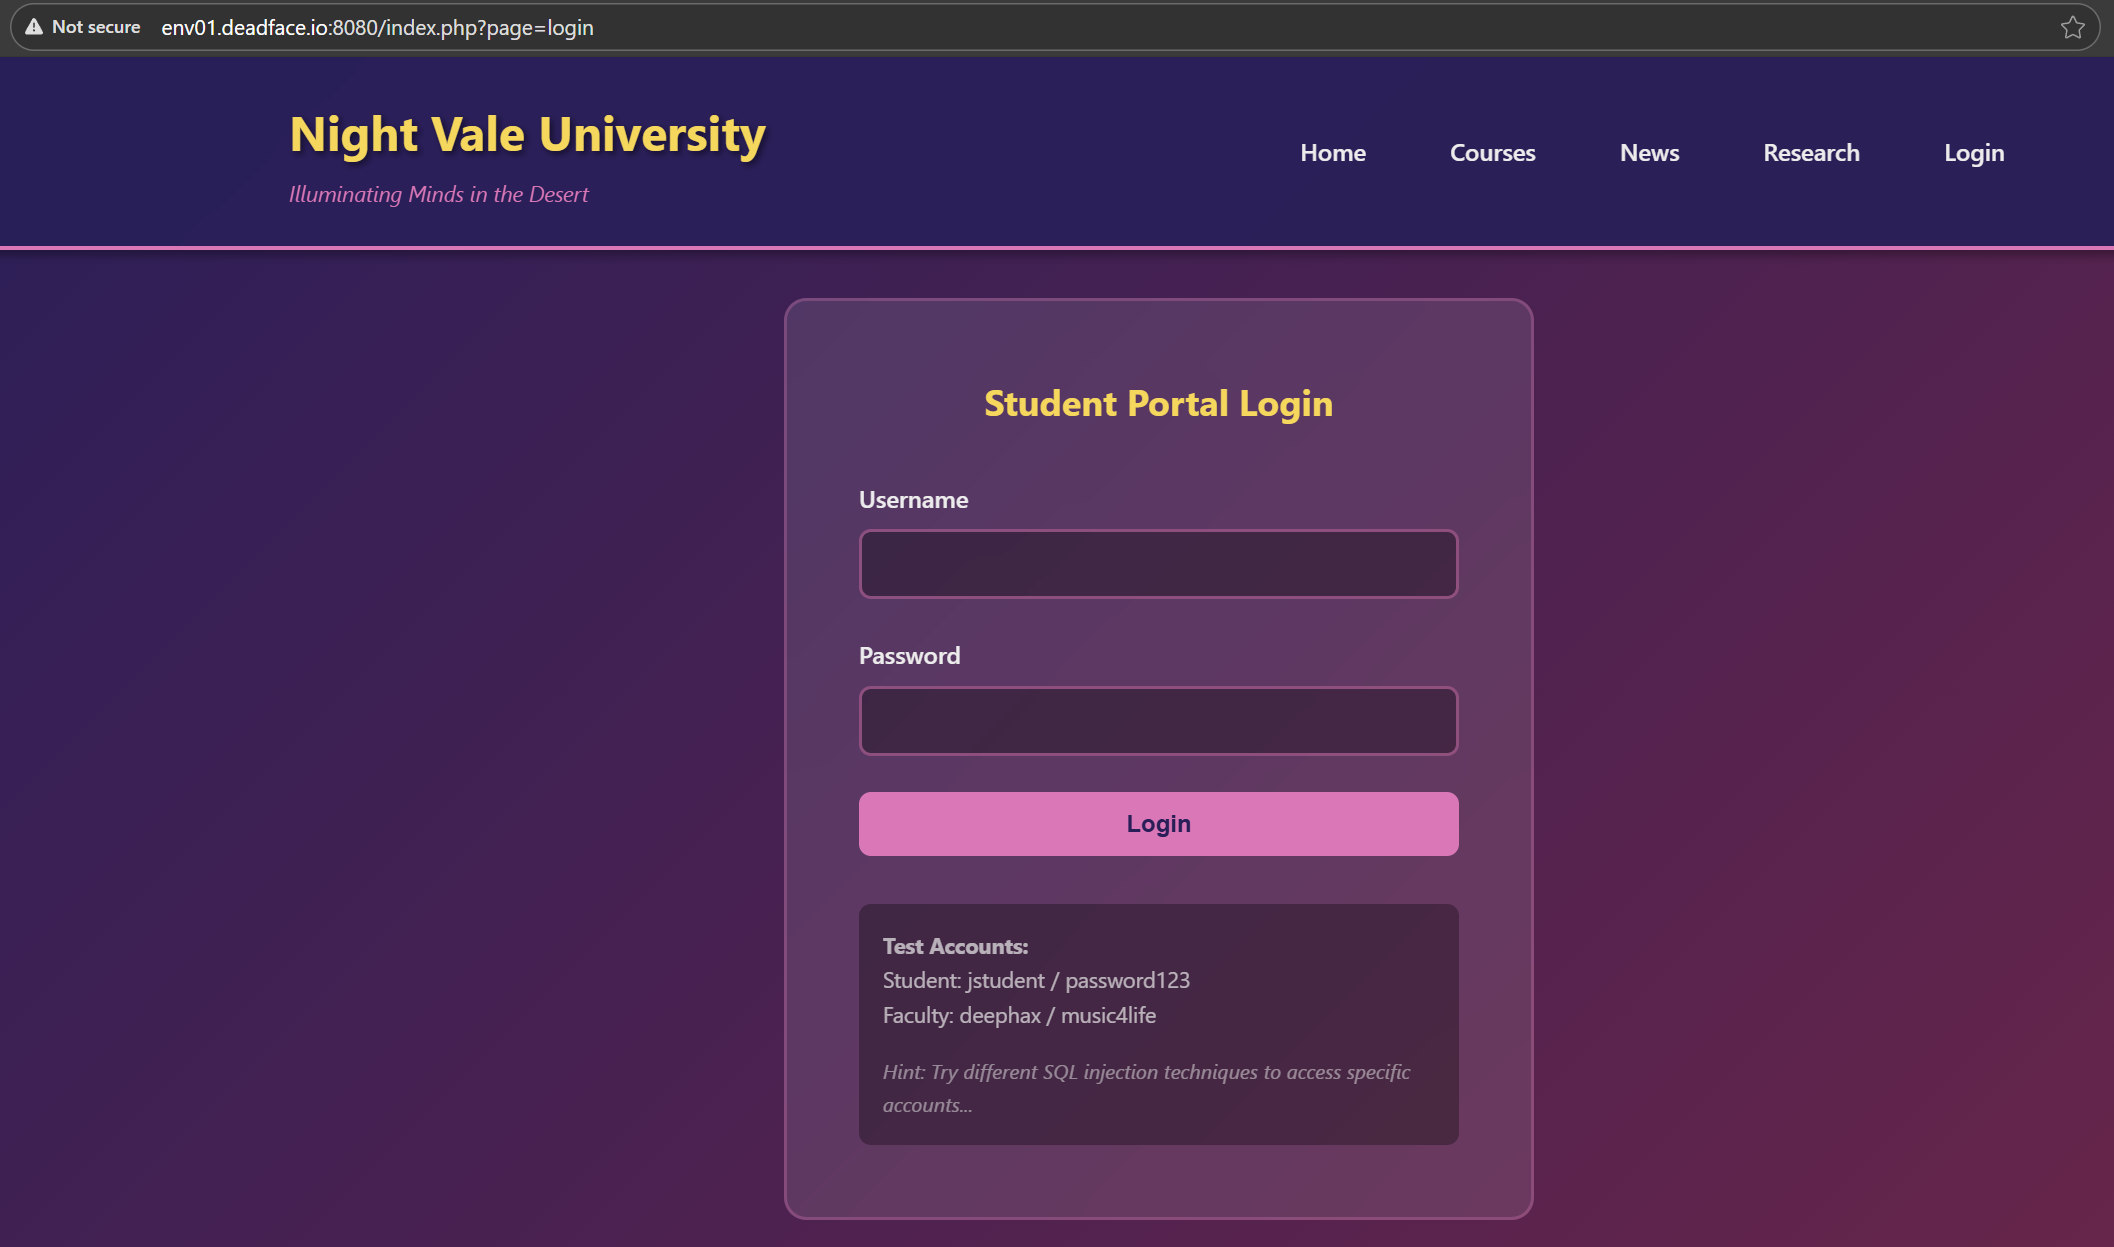 Not secure env01.deadface.io:8080/index.php?page=login
Night Vale University
Illuminating Minds in the Desert
Home Courses News Research Login
Student Portal Login
Username
Password
Login
Test Accounts:
Student: jstudent / password123
Faculty: deephax / music4life
Hint: Try different SQL injection techniques to access specific
accounts...